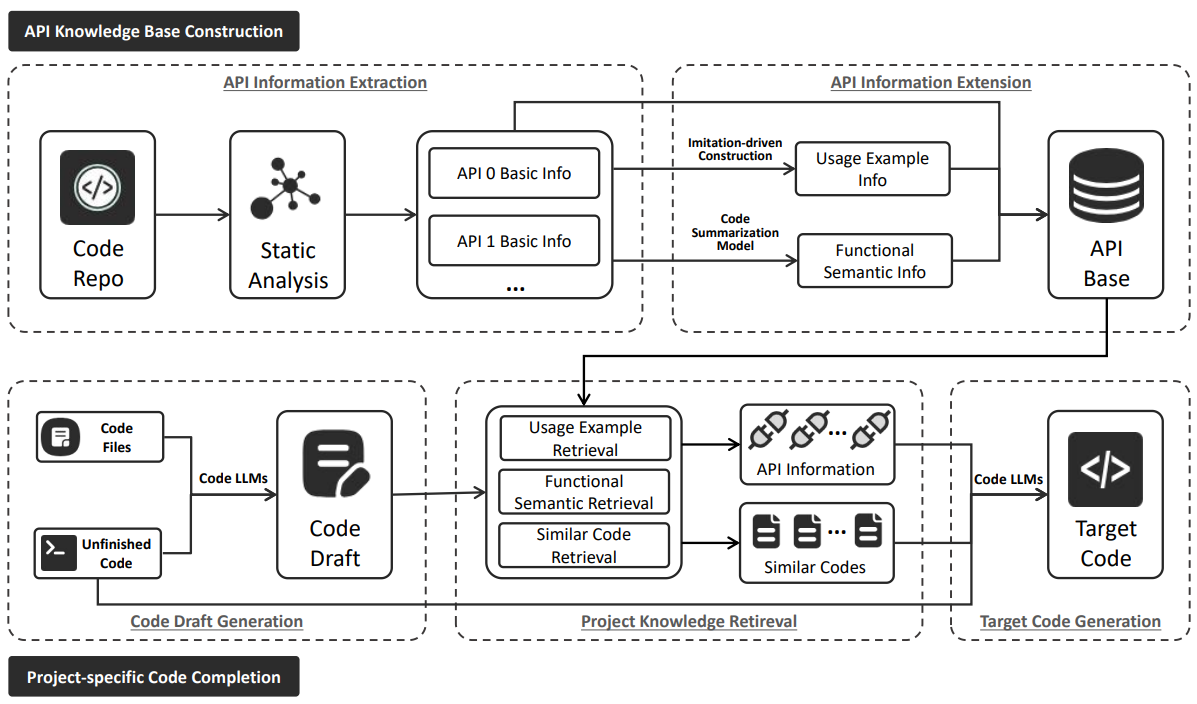 API Knowledge Base Construction
API Information Extraction
API Information Extension
Code
Repo
Static
Analysis
API 0 Basic Info
API 1 Basic Info
...
Imitation-driven
Construction
Code
Summarization
Model
Usage Example
Info
Functional
Semantic Info
API
Base
Code
Files
Unfinished
Code
Code LLMs
Code
Draft
Usage Example
Retrieval
Functional
Semantic Retrieval
Similar Code
Retrieval
...
API Information
...
Similar Codes
Code LLMs
Target
Code
Code Draft Generation
Project Knowledge Retireval
Target Code Generation
Project-specific Code Completion